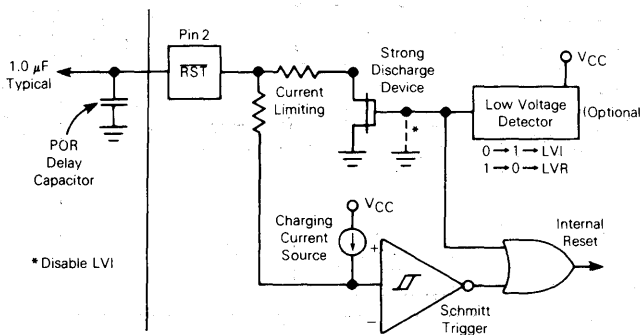 Pin 2
1.0 µF
Typical
RST
Current
Limiting
Strong
Discharge
Device
VCC
Low Voltage
Detector
(Optional
0→1→LVI
1→0→LVR
POR
Delay
Capacitor
*
* Disable LVI
Charging
Current
Source
VCC
+
−
Schmitt
Trigger
Internal
Reset